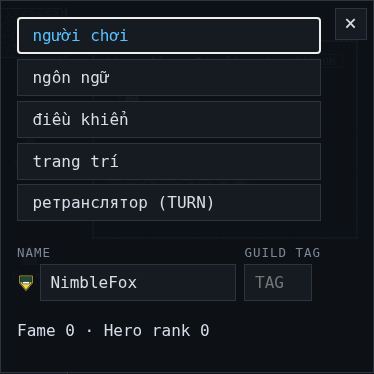 ×
người chơi
ngôn ngữ
điều khiển
trang trí
ретранслятор (TURN)
NAME GUILD TAG
NimbleFox TAG
Fame 0 · Hero rank 0